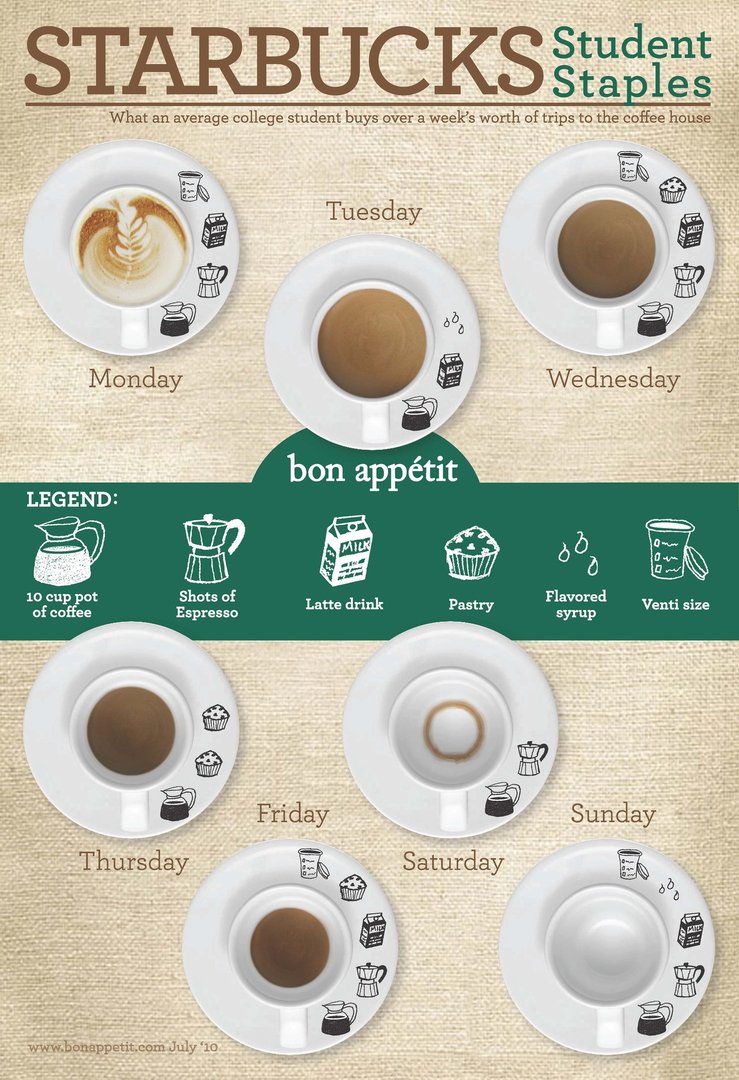 STARBUCKS
Student
Staples
What an average college student buys over a week's worth of trips to the coffee house
Tuesday
Monday
Wednesday
bon appétit
LEGEND:
MILK
10 cup pot
of coffee
Shots of
Espresso
Latte drink
Pastry
Flavored
syrup
Venti size
Friday
Sunday
Thursday
Saturday
www.bonappetit.com July '10